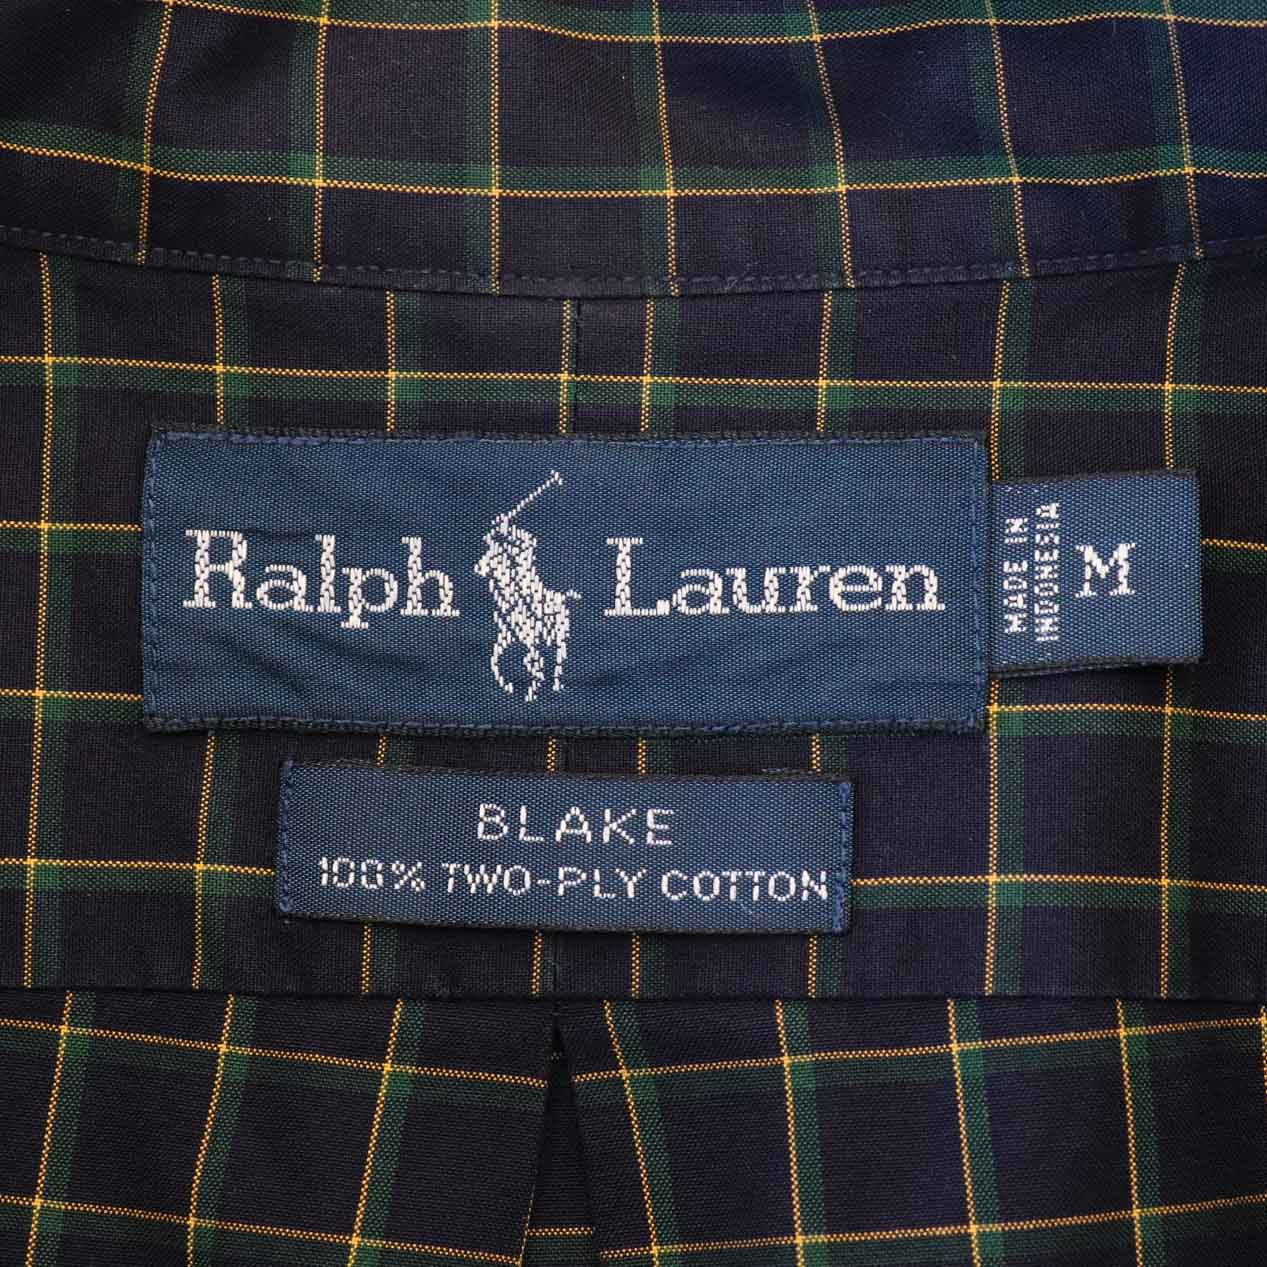 Ralph Lauren
MADE IN
INDONESIA
M
BLAKE
100% TWO-PLY COTTON